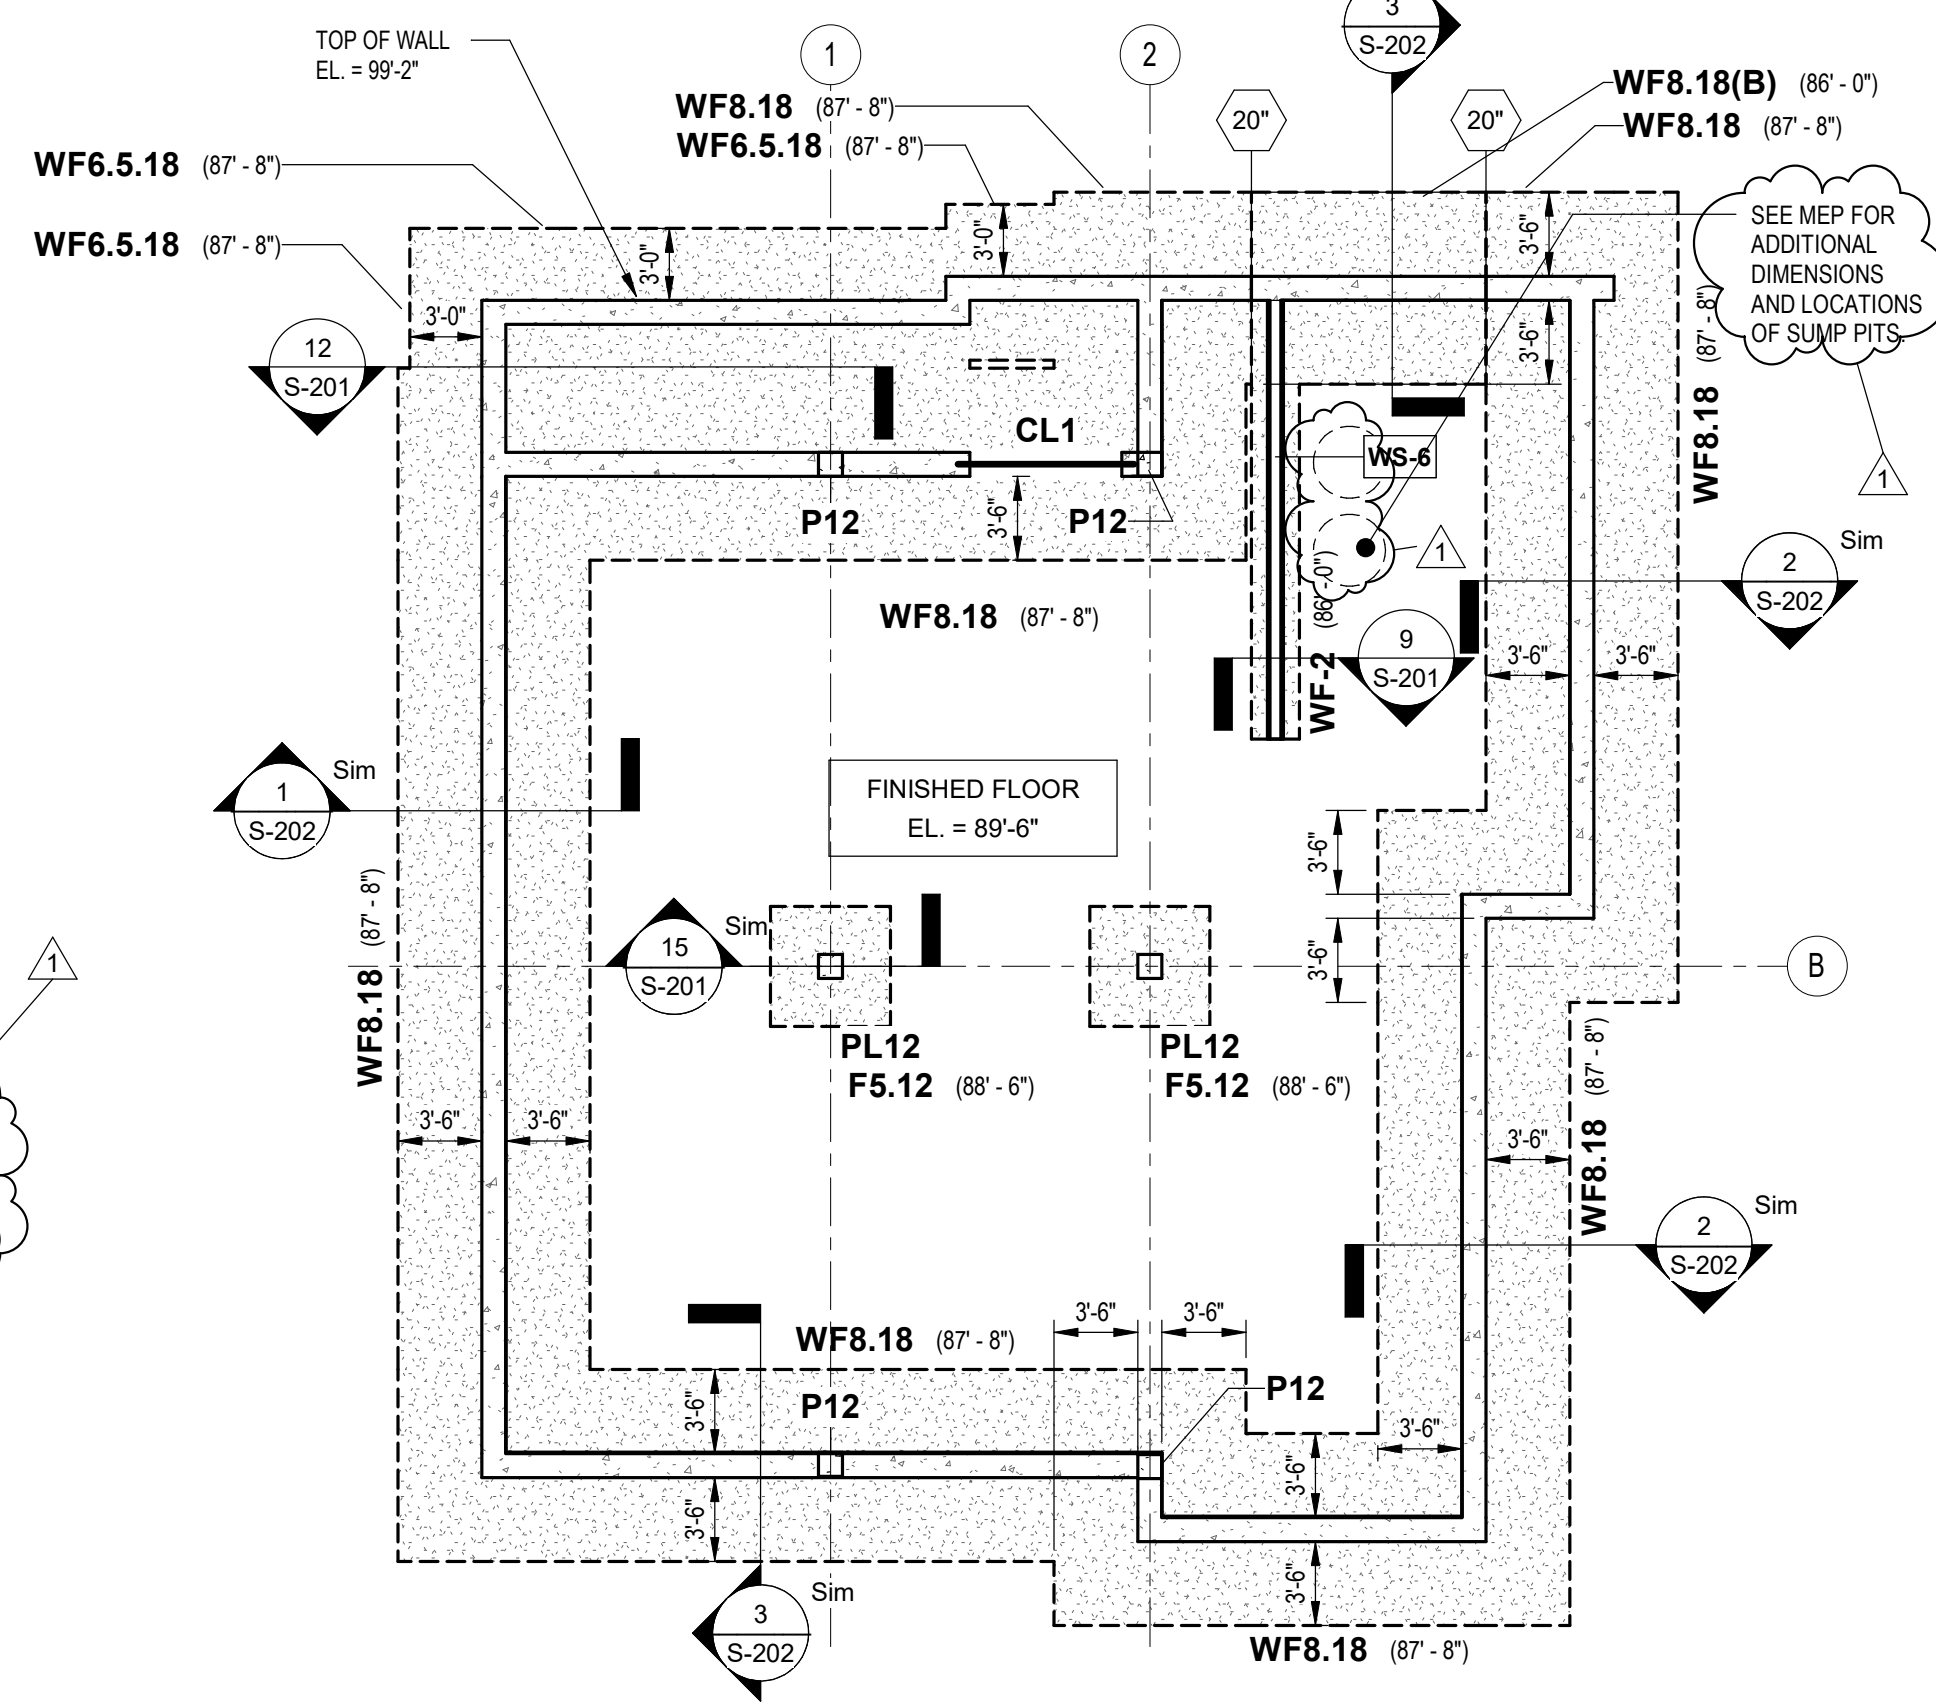 3
S-202
TOP OF WALL
EL. = 99'-2"
1
2
WF8.18 (87' - 8")
WF6.5.18 (87' - 8")
20"
20"
WF8.18(B) (86' - 0")
WF8.18 (87' - 8")
WF6.5.18 (87' - 8")
WF6.5.18 (87' - 8")
SEE MEP FOR
ADDITIONAL
DIMENSIONS
AND LOCATIONS
OF SUMP PITS.
3'-0"
3'-0"
3'-6"
3'-0"
3'-6"
12
S-201
WF8.18 (87' - 8")
1
CL1
WS-6
P12
3'-6"
P12
1
2
S-202
Sim
WF8.18 (87' - 8")
WF-2 (86' - 0")
9
S-201
3'-6"
3'-6"
1
S-202
Sim
FINISHED FLOOR
EL. = 89'-6"
3'-6"
3'-6"
WF8.18 (87' - 8")
1
15
S-201
Sim
B
PL12
F5.12 (88' - 6")
PL12
F5.12 (88' - 6")
WF8.18 (87' - 8")
3'-6"
3'-6"
3'-6"
2
S-202
Sim
WF8.18 (87' - 8")
3'-6"
3'-6"
P12
3'-6"
P12
3'-6"
3'-6"
3'-6"
3'-6"
3
S-202
Sim
WF8.18 (87' - 8")